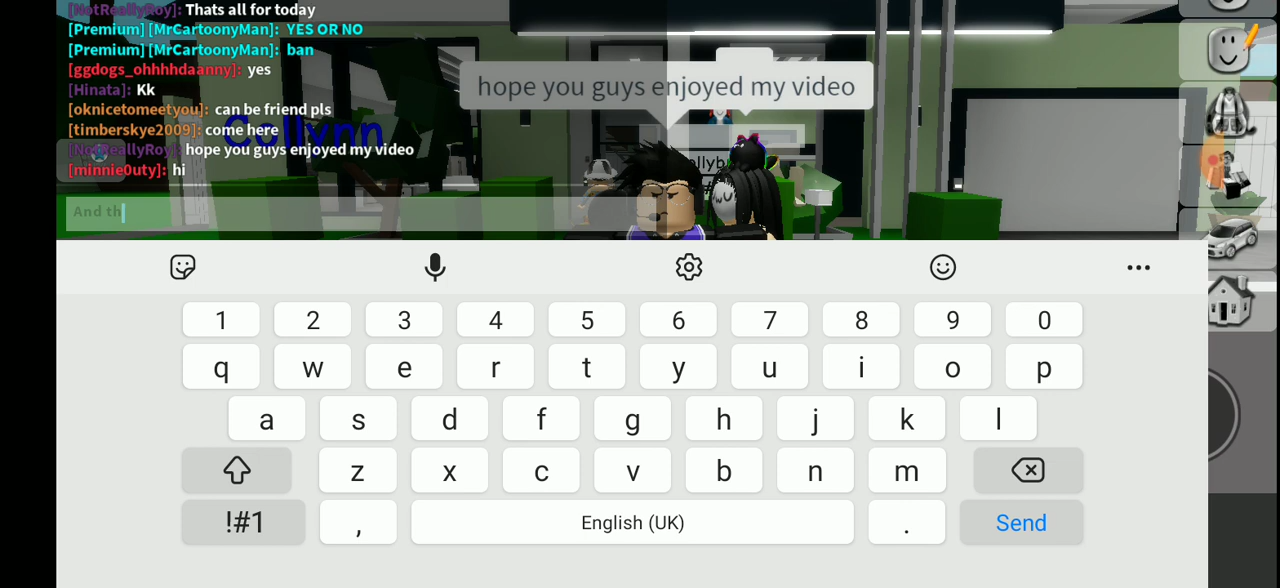 [NotReallyRoy]: Thats all for today
[Premium] [MrCartoonyMan]: YES OR NO
[Premium] [MrCartoonyMan]: ban
[ggdogs_ohhhhdaanny]: yes
[Hinata]: Kk
[oknicetomeetyou]: can be friend pls
[timberskye2009]: come here
[NotReallyRoy]: hope you guys enjoyed my video
[minnie0uty]: hi
hope you guys enjoyed my video
And th
1 2 3 4 5 6 7 8 9 0
q w e r t y u i o p
a s d f g h j k l
z x c v b n m
!#1 , English (UK) . Send